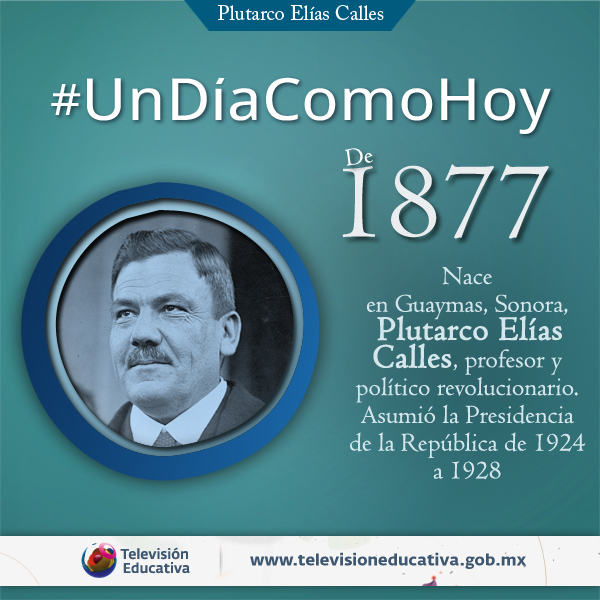 Plutarco Elías Calles
#UnDíaComoHoy
De
1877
Nace
en Guaymas, Sonora,
Plutarco Elías
Calles, profesor y
político revolucionario.
Asumió la Presidencia
de la República de 1924
a 1928
Televisión
Educativa
www.televisioneducativa.gob.mx